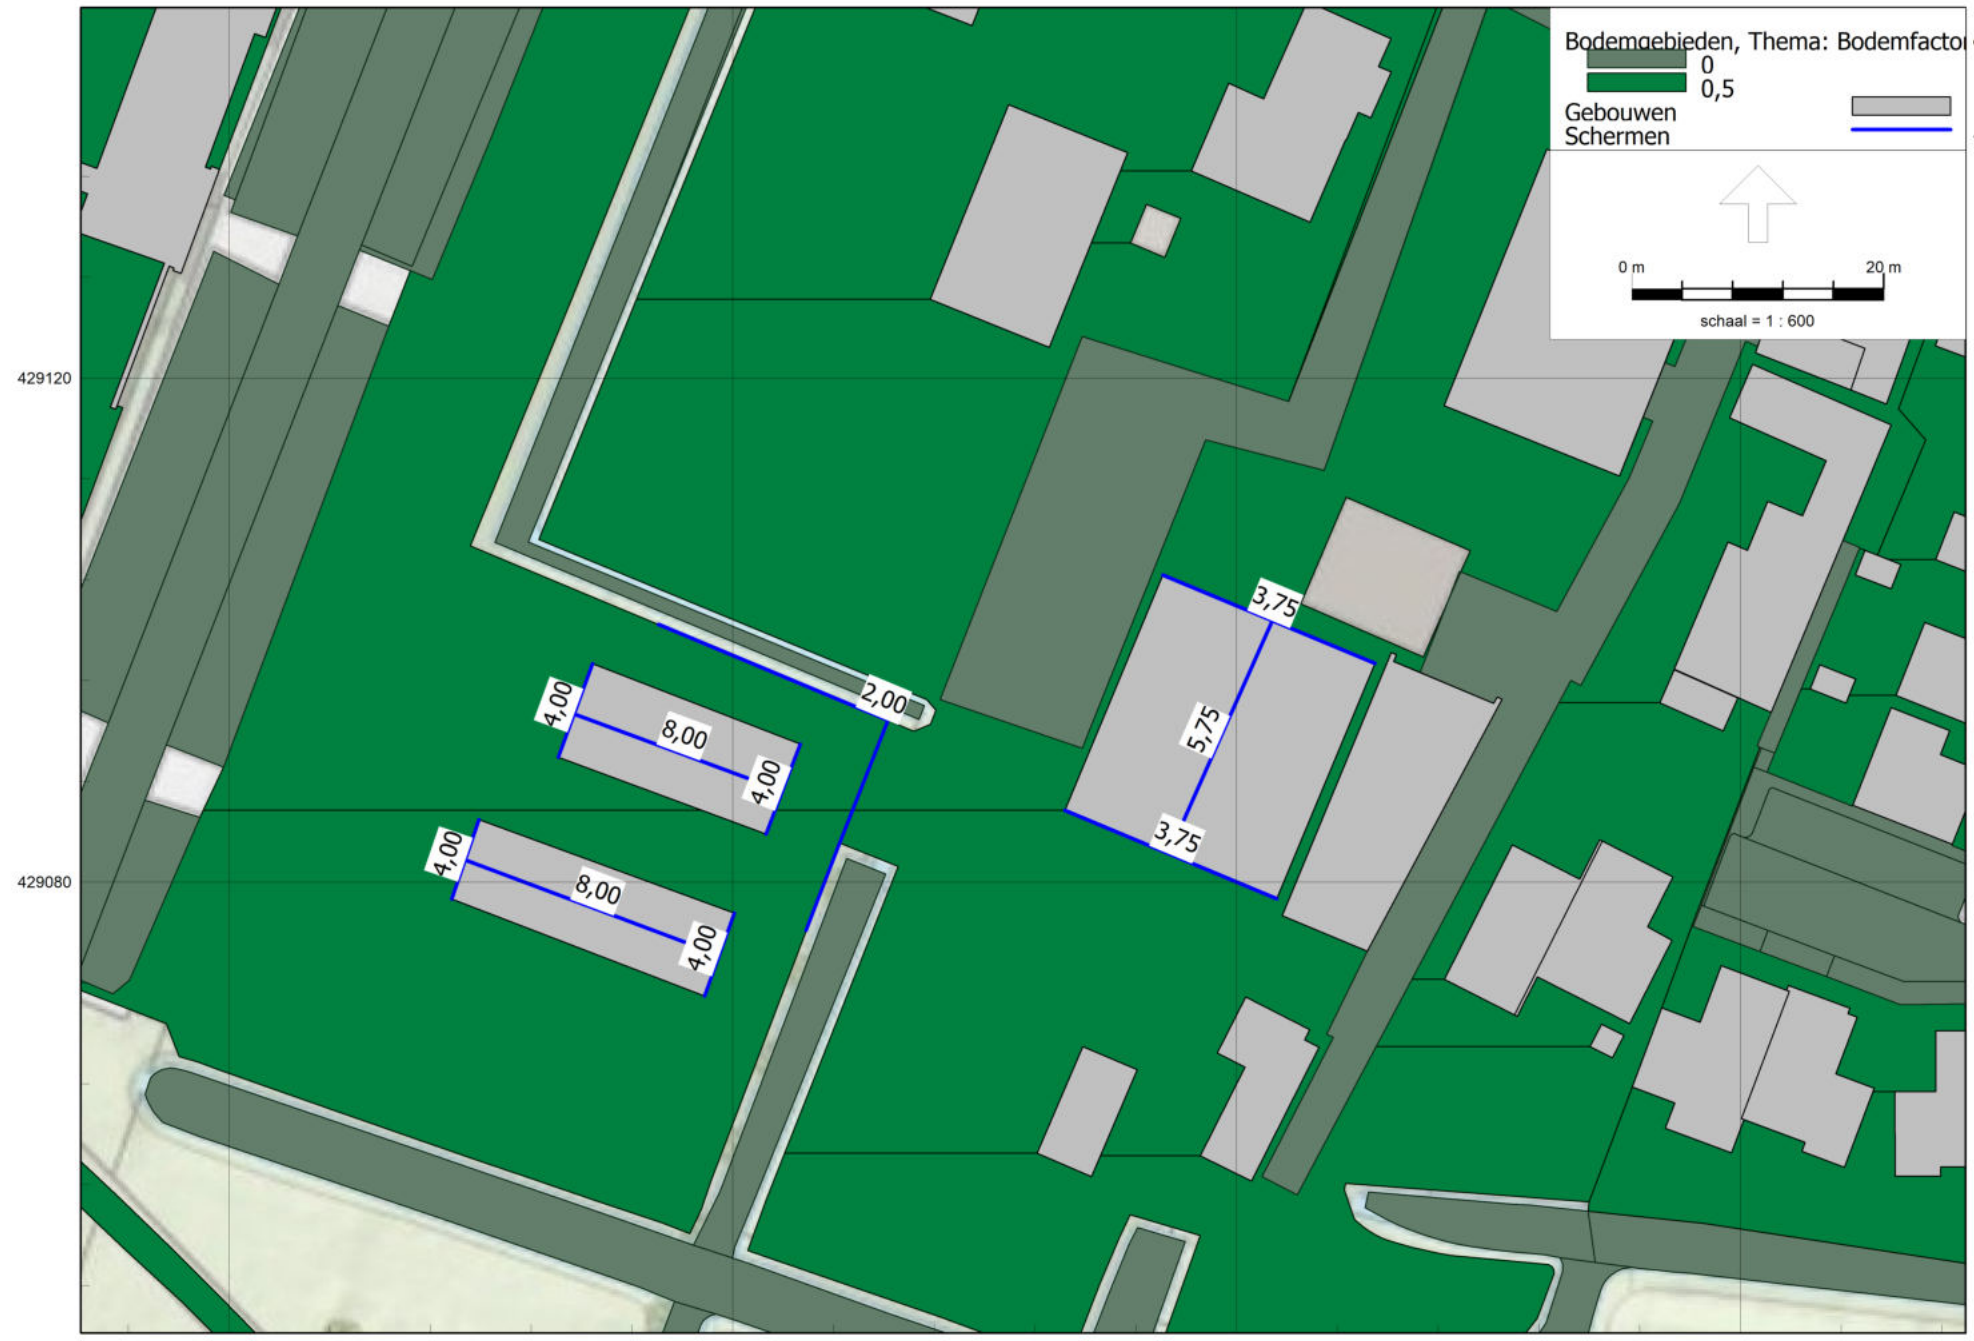 Bodemgebieden, Thema: Bodemfactor
0
0,5
Gebouwen
Schermen
0 m 20 m
schaal = 1 : 600
429120
3,75
4,00
2,00
8,00
5,75
4,00
3,75
4,00
429080
8,00
4,00